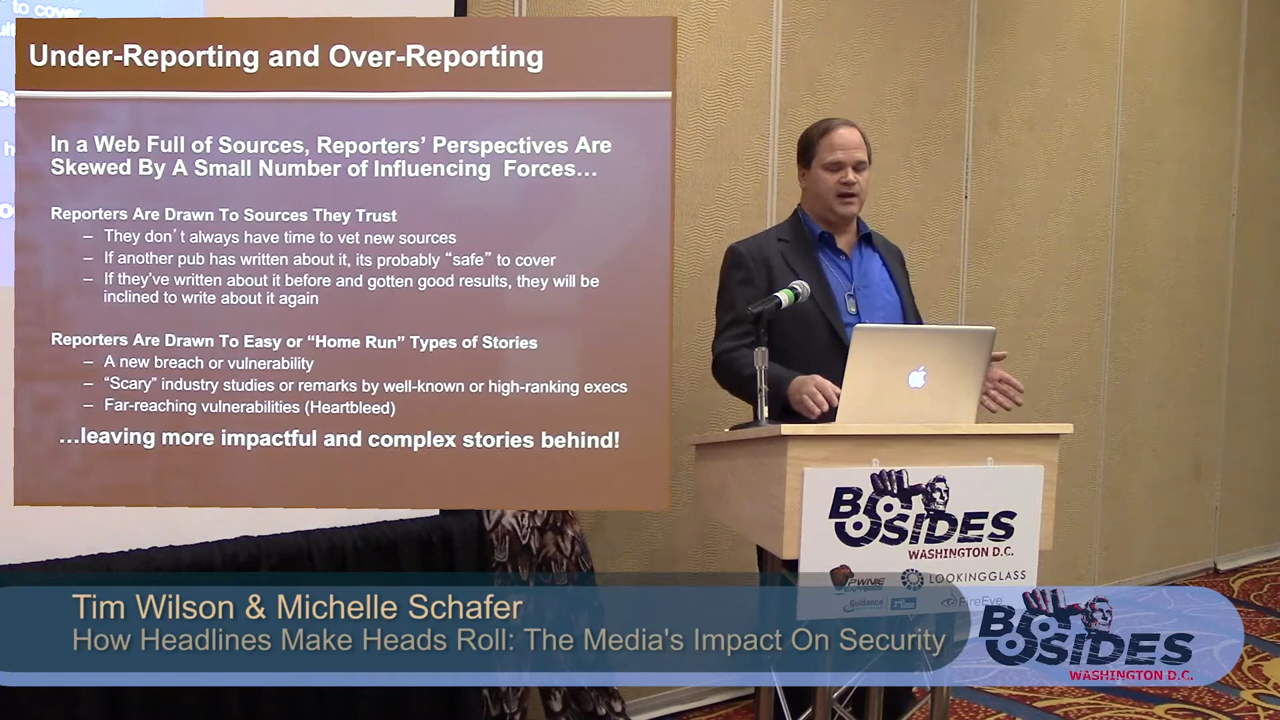 to cover
Under-Reporting and Over-Reporting
In a Web Full of Sources, Reporters’ Perspectives Are
Skewed By A Small Number of Influencing Forces…
Reporters Are Drawn To Sources They Trust
– They don’t always have time to vet new sources
– If another pub has written about it, its probably “safe” to cover
– If they've written about it before and gotten good results, they will be
inclined to write about it again
Reporters Are Drawn To Easy or “Home Run” Types of Stories
– A new breach or vulnerability
– “Scary” industry studies or remarks by well-known or high-ranking execs
– Far-reaching vulnerabilities (Heartbleed)
…leaving more impactful and complex stories behind!
BSIDES
WASHINGTON D.C.
PWNIE
EXPRESS
LOOKINGGLASS
Guidance
FireEye
Tim Wilson & Michelle Schafer
How Headlines Make Heads Roll: The Media's Impact On Security
BSIDES
WASHINGTON D.C.